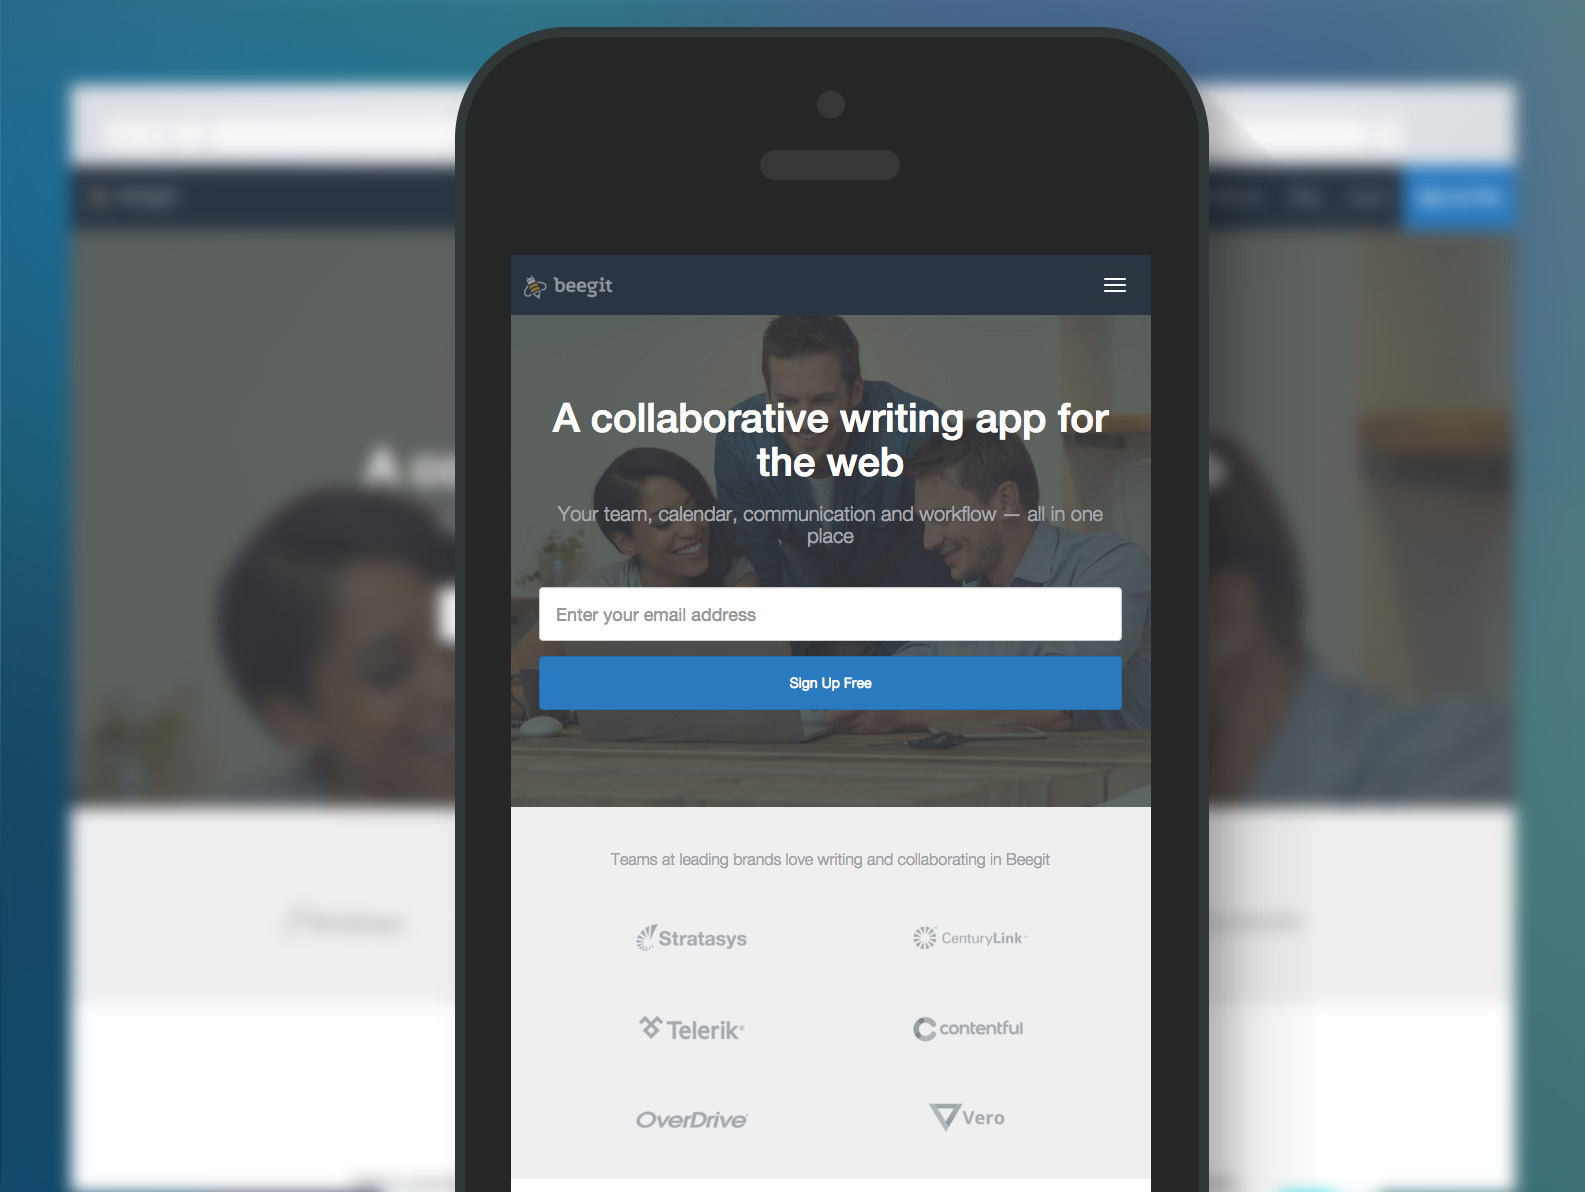 beegit
A collaborative writing app for
the web
Your team, calendar, communication and workflow — all in one
place
Enter your email address
Sign Up Free
Teams at leading brands love writing and collaborating in Beegit
Stratasys
CenturyLink™
Telerik®
contentful
OverDrive®
Vero